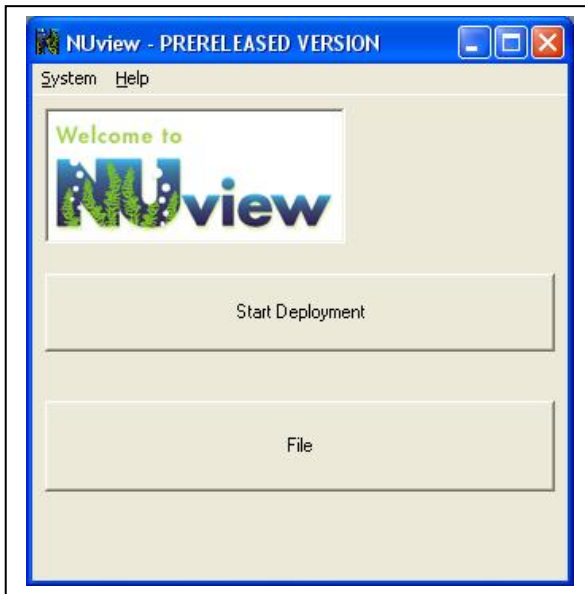 NUview - PRERELEASED VERSION
System Help
Welcome to
NUview
Start Deployment
File